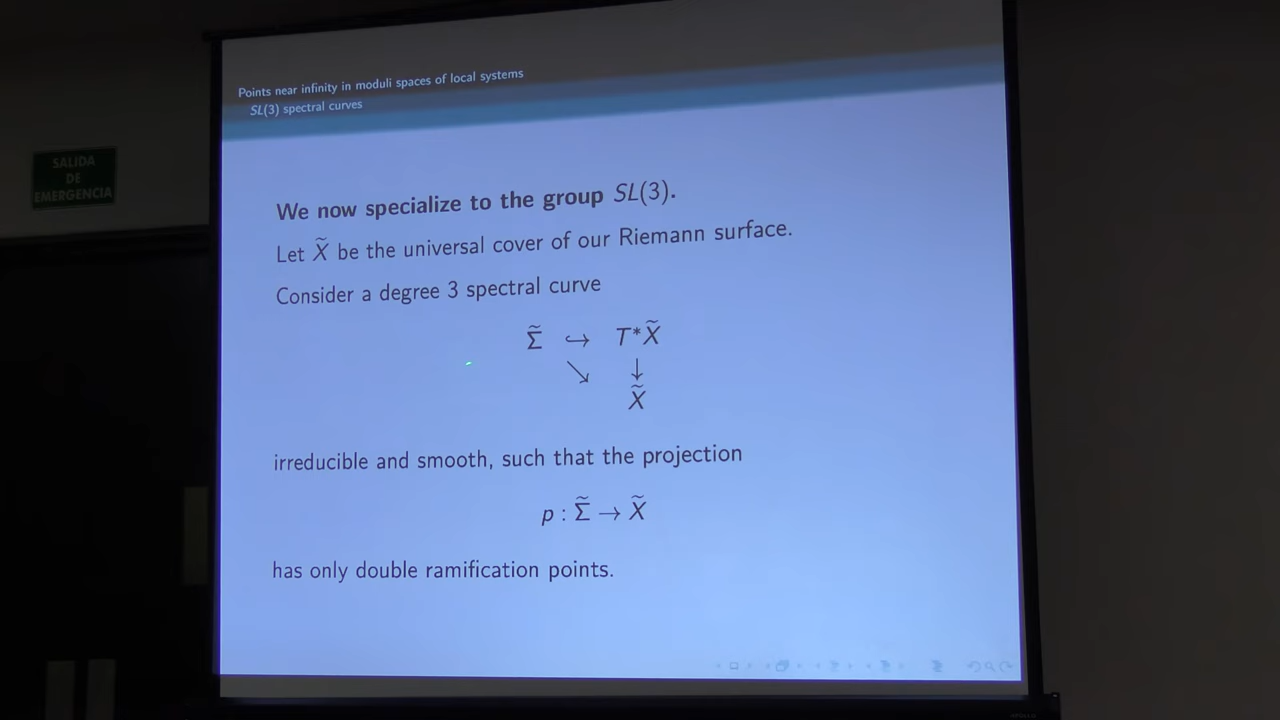 Points near infinity in moduli spaces of local systems
SL(3) spectral curves
SALIDA
DE
EMERGENCIA
We now specialize to the group SL(3).
Let X̃ be the universal cover of our Riemann surface.
Consider a degree 3 spectral curve
Σ̃ ↪ T*X̃
↘ ↓
X̃
irreducible and smooth, such that the projection
p : Σ̃ → X̃
has only double ramification points.